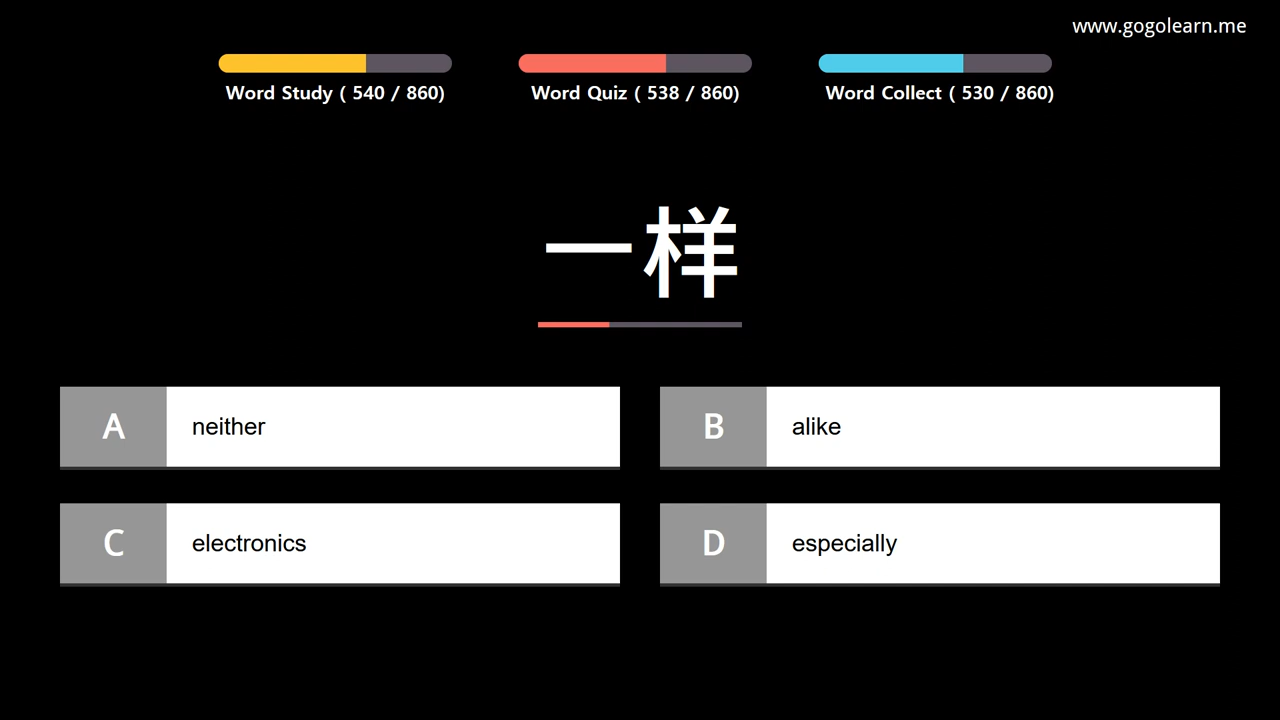 www.gogolearn.me
Word Study ( 540 / 860)
Word Quiz ( 538 / 860)
Word Collect ( 530 / 860)
一样
A neither
B alike
C electronics
D especially